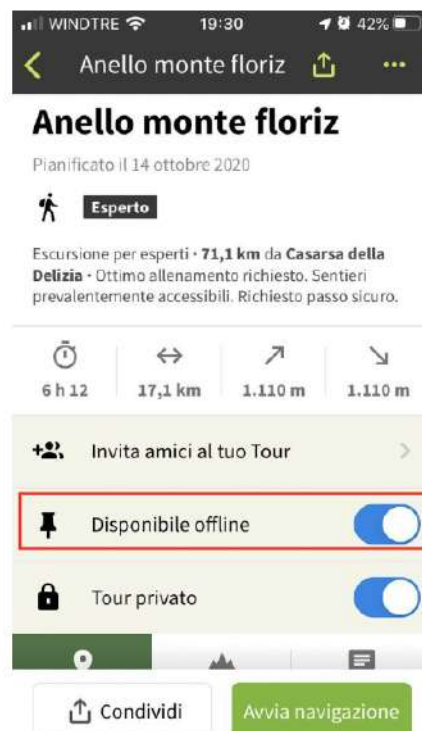 WINDTRE 19:30 42%
Anello monte floriz
Anello monte floriz
Pianificato il 14 ottobre 2020
Esperto
Escursione per esperti · 71,1 km da Casarsa della
Delizia · Ottimo allenamento richiesto. Sentieri
prevalentemente accessibili. Richiesto passo sicuro.
6 h 12 17,1 km 1.110 m 1.110 m
Invita amici al tuo Tour
Disponibile offline
Tour privato
Condividi Avvia navigazione